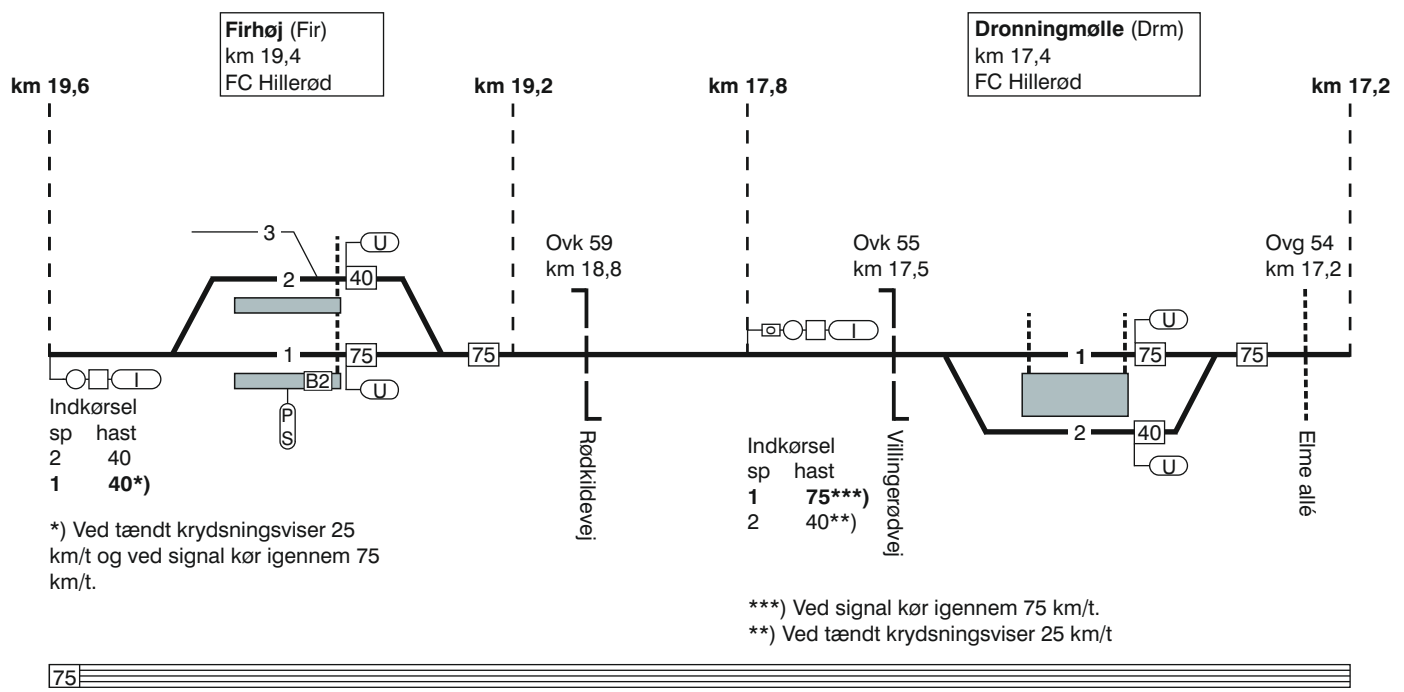 Firhøj (Fir)
km 19,4
FC Hillerød
Dronningmølle (Drm)
km 17,4
FC Hillerød
km 19,6
km 19,2
km 17,8
km 17,2
3
U
2
40
1
75
75
B2
U
P
S
I
Indkørsel
sp hast
2 40
1 40*)
*) Ved tændt krydsningsviser 25
km/t og ved signal kør igennem 75
km/t.
Ovk 59
km 18,8
Rødkildevej
O
I
Ovk 55
km 17,5
Villingerødvej
Indkørsel
sp hast
1 75***)
2 40**)
U
1
75
75
2
40
U
Ovg 54
km 17,2
Elme allé
***) Ved signal kør igennem 75 km/t.
**) Ved tændt krydsningsviser 25 km/t
75